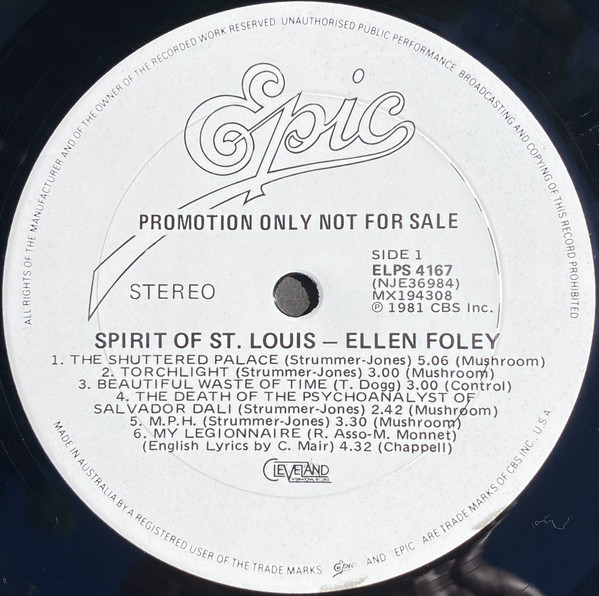 ALL RIGHTS OF THE MANUFACTURER AND OF THE OWNER OF THE RECORDED WORK RESERVED. UNAUTHORISED PUBLIC PERFORMANCE, BROADCASTING AND COPYING OF THIS RECORD PROHIBITED
Epic
PROMOTION ONLY NOT FOR SALE
STEREO
SIDE 1
ELPS 4167
(NJE36984)
MX194308
℗ 1981 CBS Inc.
SPIRIT OF ST. LOUIS — ELLEN FOLEY
1. THE SHUTTERED PALACE (Strummer-Jones) 5.06 (Mushroom)
2. TORCHLIGHT (Strummer-Jones) 3.00 (Mushroom)
3. BEAUTIFUL WASTE OF TIME (T. Dogg) 3.00 (Control)
4. THE DEATH OF THE PSYCHOANALYST OF
SALVADOR DALI (Strummer-Jones) 2.42 (Mushroom)
5. M.P.H. (Strummer-Jones) 3.30 (Mushroom)
6. MY LEGIONNAIRE (R. Asso-M. Monnet)
(English Lyrics by C. Mair) 4.32 (Chappell)
CLEVELAND
INTERNATIONAL RECORDS
MADE IN AUSTRALIA BY A REGISTERED USER OF THE TRADE MARKS Epic AND EPIC ARE TRADE MARKS OF CBS INC. U.S.A